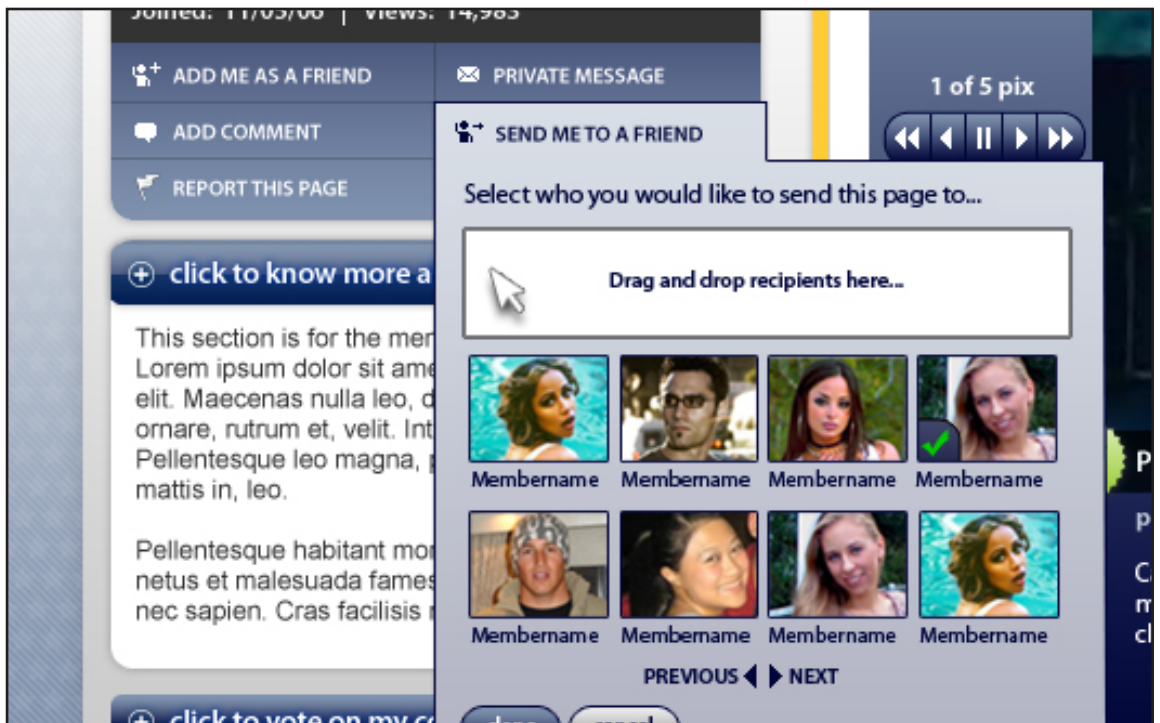 Joined: 11/05/06 | Views: 14,983
ADD ME AS A FRIEND
PRIVATE MESSAGE
ADD COMMENT
SEND ME TO A FRIEND
REPORT THIS PAGE
1 of 5 pix
Select who you would like to send this page to...
Drag and drop recipients here...
click to know more a
This section is for the mer
Lorem ipsum dolor sit ame
elit. Maecenas nulla leo, d
ornare, rutrum et, velit. Int
Pellentesque leo magna, p
mattis in, leo.
Pellentesque habitant mor
netus et malesuada fames
nec sapien. Cras facilisis
Membername Membername Membername Membername
Membername Membername Membername Membername
PREVIOUS NEXT
click to vote on my co
done cancel
P
p
C
m
cl